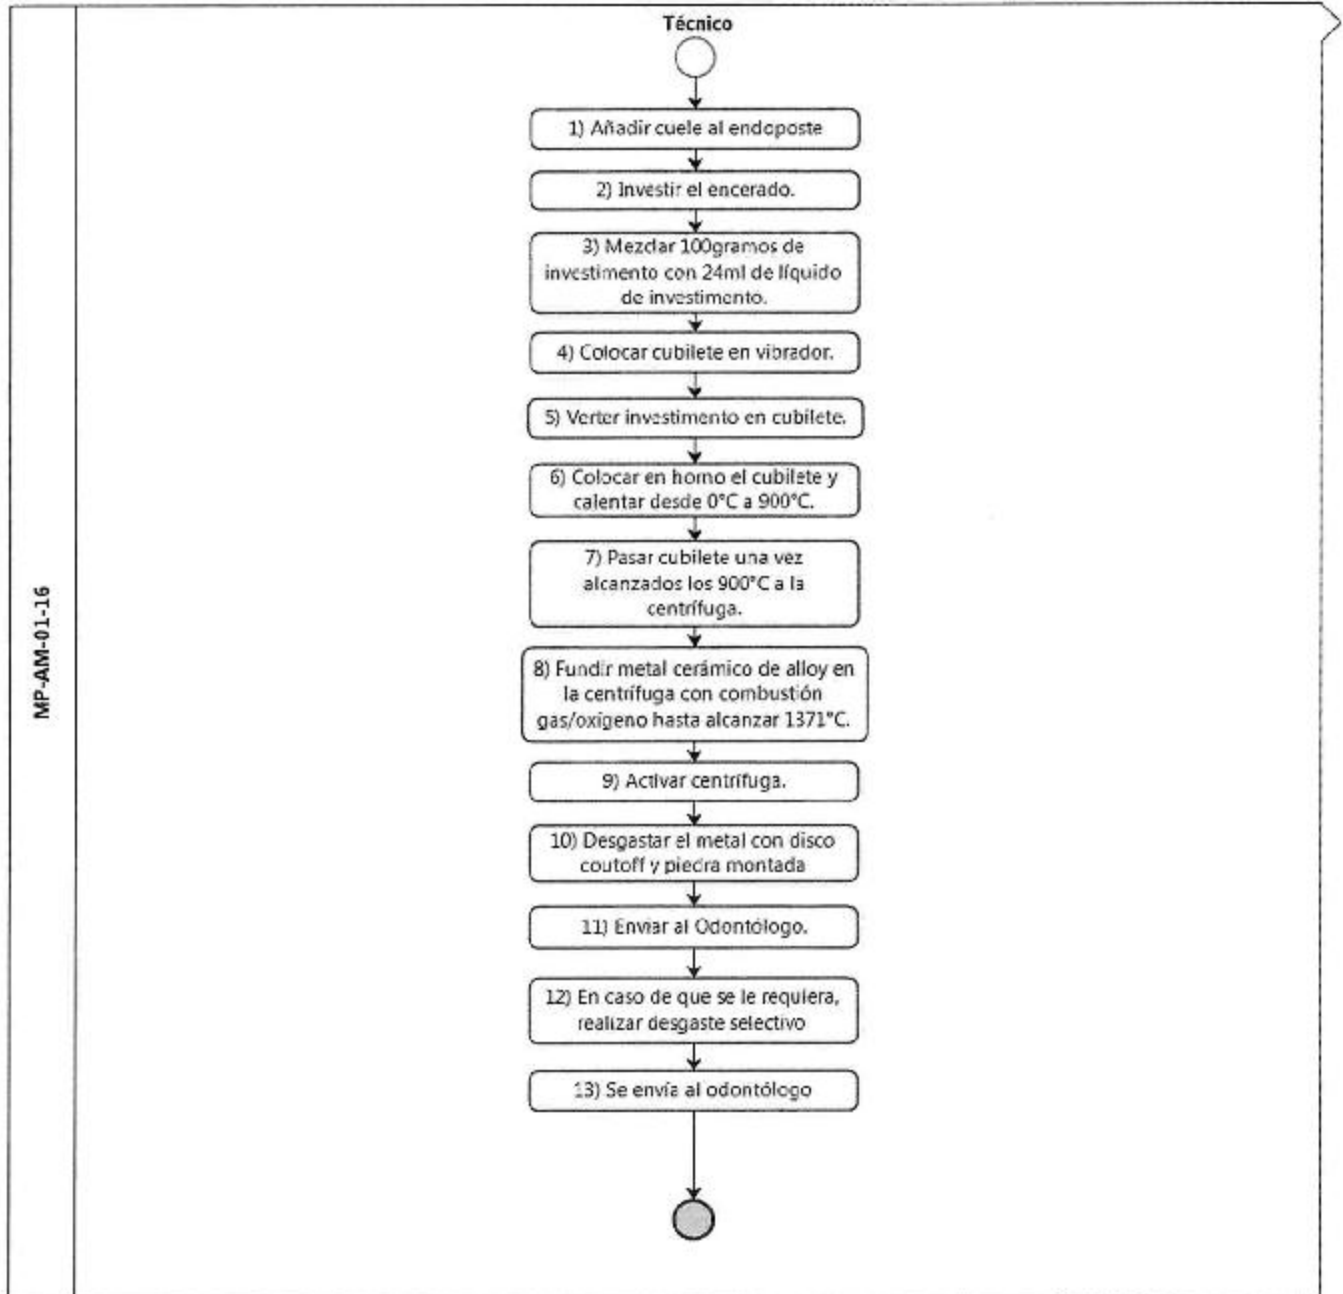 Técnico
1) Añadir cuele al endoposte
2) Investir el encerado.
3) Mezclar 100gramos de
investimento con 24ml de líquido
de investimento.
4) Colocar cubilete en vibrador.
5) Verter investimento en cubilete.
6) Colocar en horno el cubilete y
calentar desde 0°C a 900°C.
7) Pasar cubilete una vez
alcanzados los 900°C a la
centrífuga.
8) Fundir metal cerámico de alloy en
la centrífuga con combustión
gas/oxigeno hasta alcanzar 1371°C.
9) Activar centrífuga.
10) Desgastar el metal con disco
coutoff y piedra montada
11) Enviar al Odontólogo.
12) En caso de que se le requiera,
realizar desgaste selectivo
13) Se envía al odontólogo
MP-AM-01-16